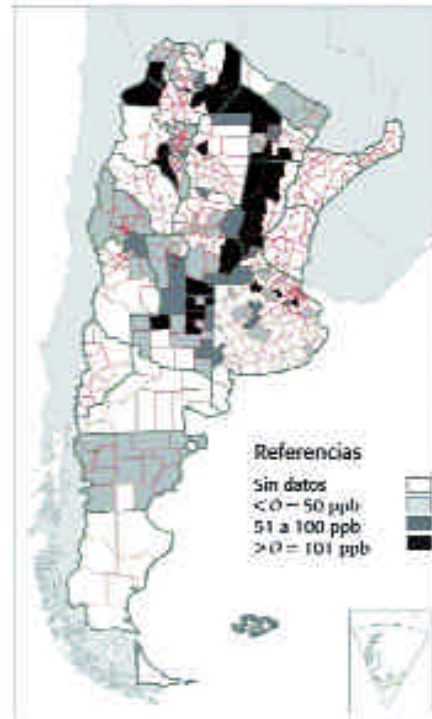 Referencias
Sin datos
< O = 50 ppb
51 a 100 ppb
> O = 101 ppb